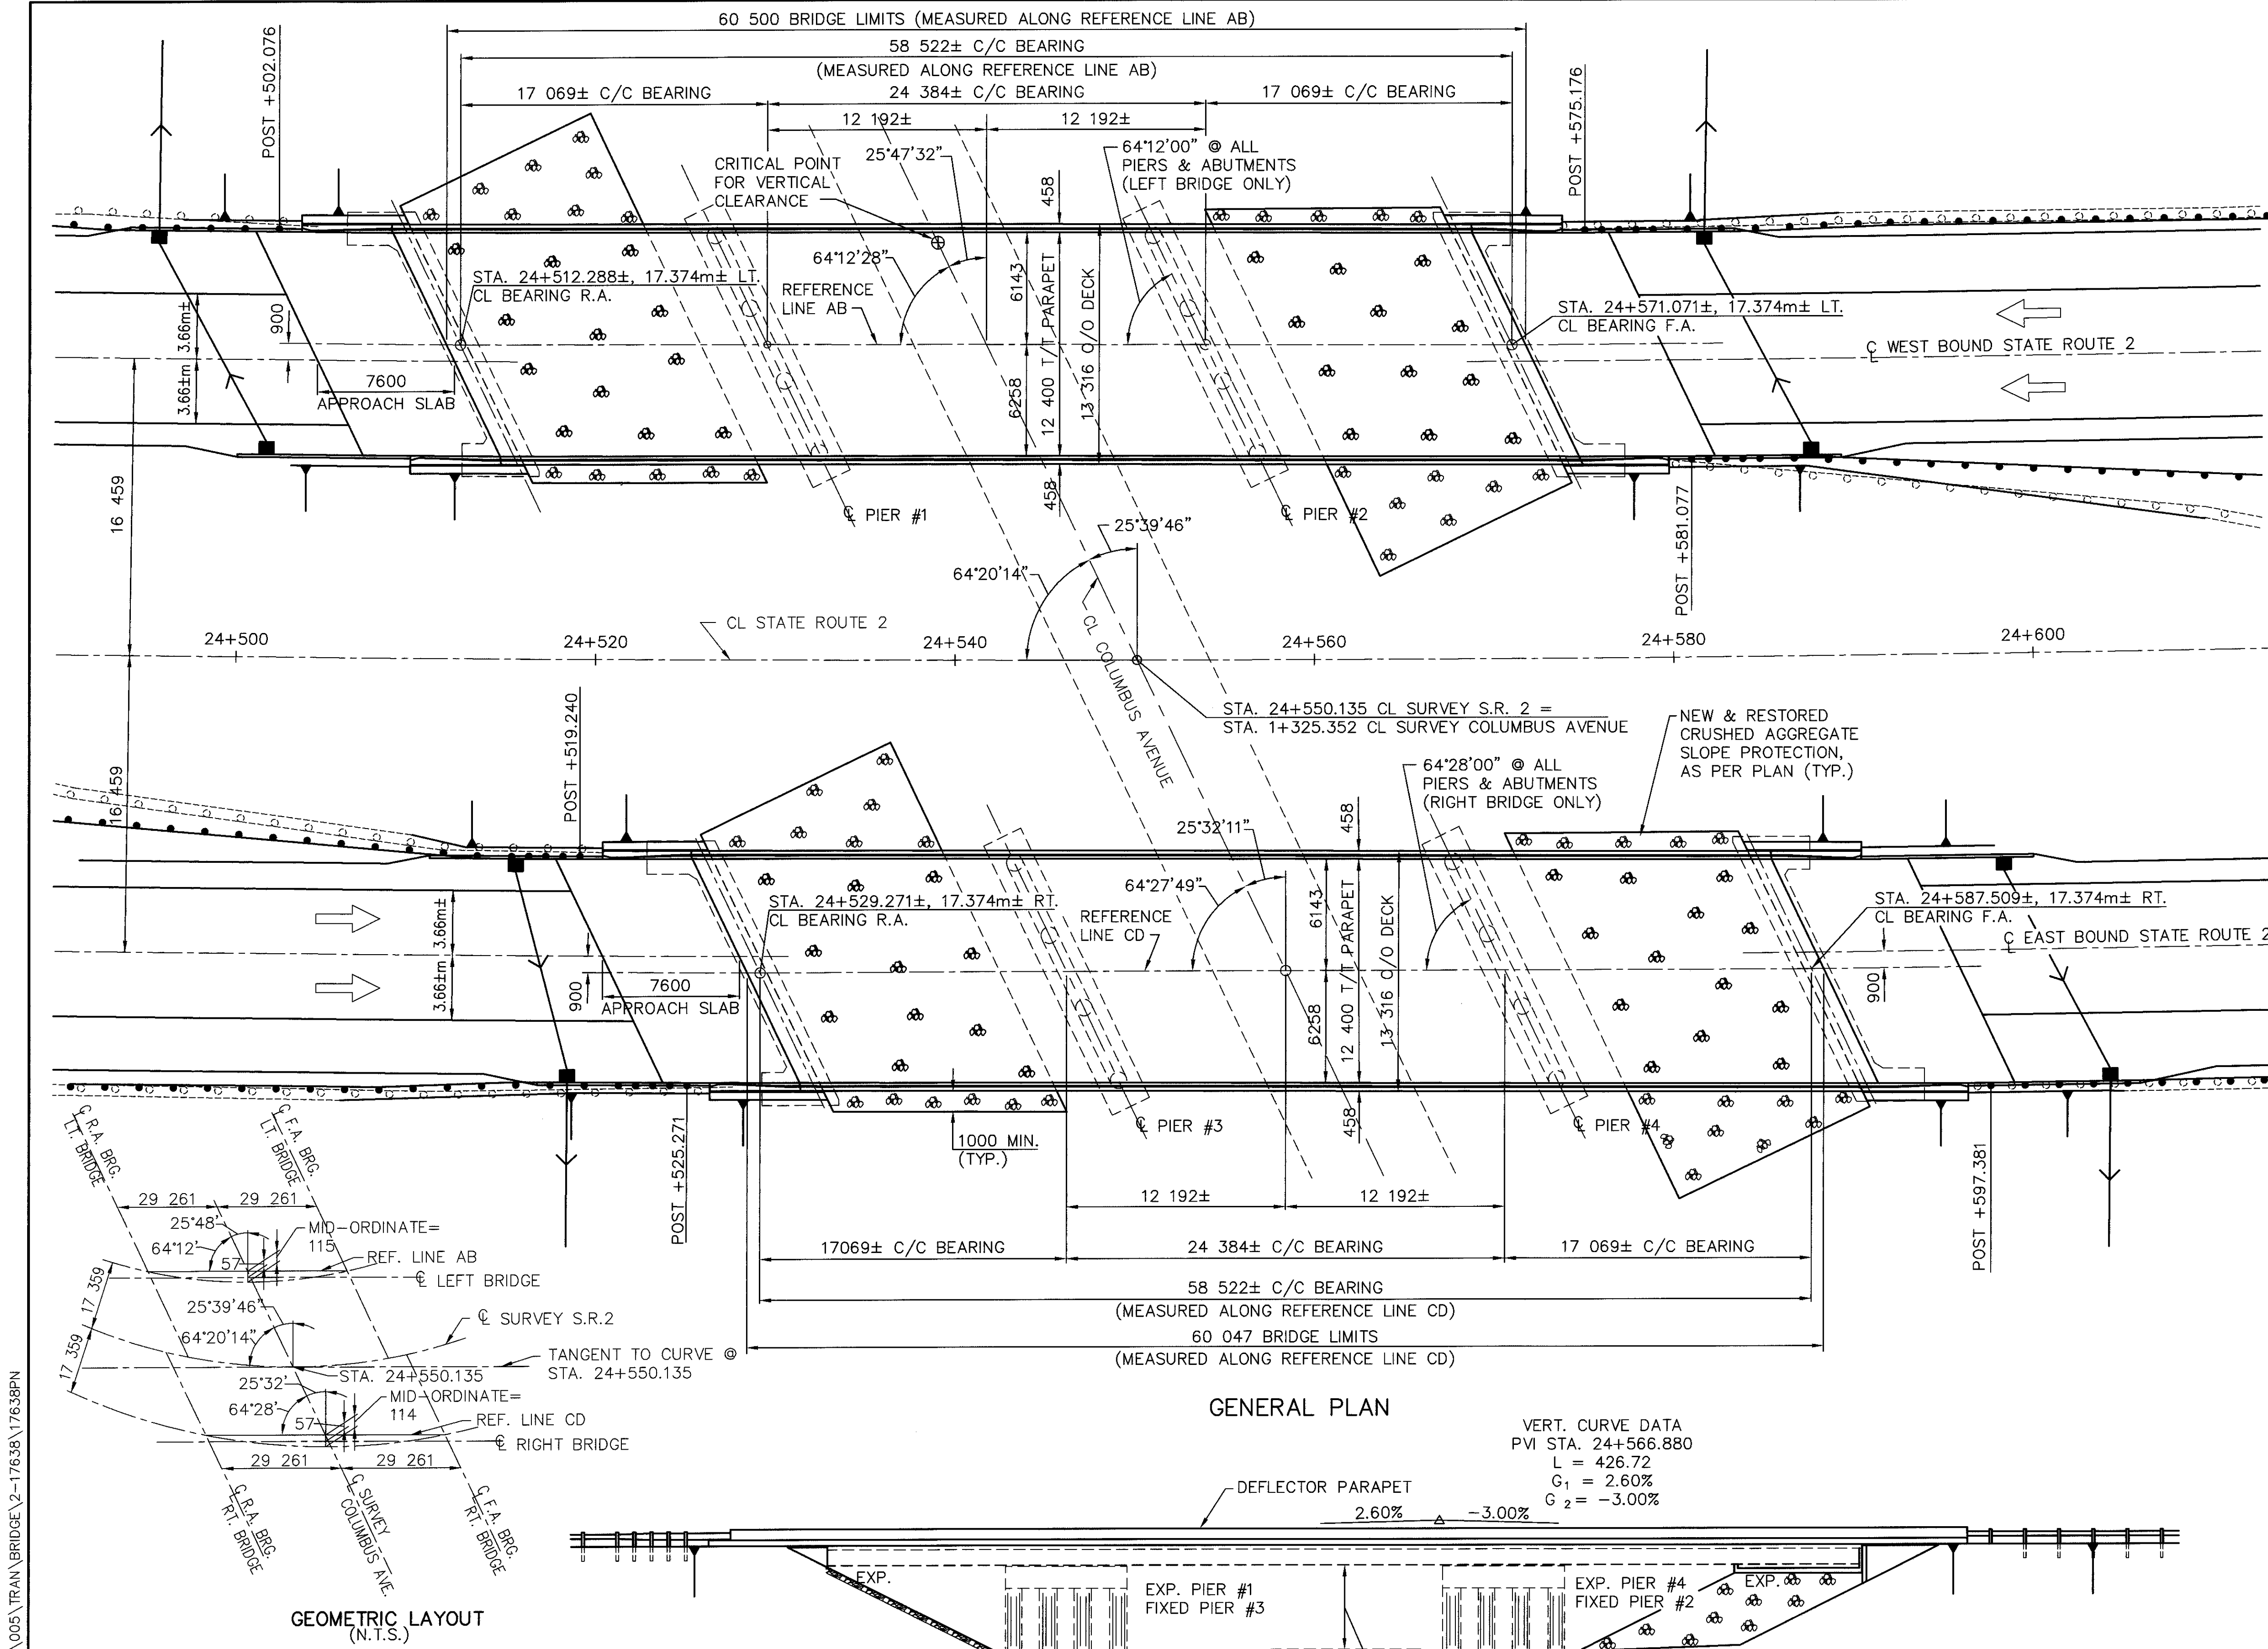 60 500 BRIDGE LIMITS (MEASURED ALONG REFERENCE LINE AB)
58 522± C/C BEARING
(MEASURED ALONG REFERENCE LINE AB)
17 069± C/C BEARING
24 384± C/C BEARING
17 069± C/C BEARING
12 192±
12 192±
POST +502.076
POST +575.176
CRITICAL POINT
FOR VERTICAL
CLEARANCE
25°47'32"
64°12'00" @ ALL
PIERS & ABUTMENTS
(LEFT BRIDGE ONLY)
458
64°12'28"
STA. 24+512.288±, 17.374m± LT.
CL BEARING R.A.
REFERENCE
LINE AB
6143
12 400 T/T PARAPET
13 316 O/O DECK
STA. 24+571.071±, 17.374m± LT.
CL BEARING F.A.
℄ WEST BOUND STATE ROUTE 2
3.66m±
900
3.66±m
7600
APPROACH SLAB
6258
458
℄ PIER #1
℄ PIER #2
16 459
25°39'46"
64°20'14"
POST +581.077
CL STATE ROUTE 2
CL COLUMBUS AVENUE
24+500
24+520
24+540
24+560
24+580
24+600
STA. 24+550.135 CL SURVEY S.R. 2 =
STA. 1+325.352 CL SURVEY COLUMBUS AVENUE
NEW & RESTORED
CRUSHED AGGREGATE
SLOPE PROTECTION,
AS PER PLAN (TYP.)
16 459
POST +519.240
64°28'00" @ ALL
PIERS & ABUTMENTS
(RIGHT BRIDGE ONLY)
25°32'11"
458
64°27'49"
STA. 24+529.271±, 17.374m± RT.
CL BEARING R.A.
REFERENCE
LINE CD
6143
12 400 T/T PARAPET
13 316 O/O DECK
STA. 24+587.509±, 17.374m± RT.
CL BEARING F.A.
℄ EAST BOUND STATE ROUTE 2
3.66m±
3.66±m
900
7600
APPROACH SLAB
900
6258
458
℄ PIER #3
℄ PIER #4
1000 MIN.
(TYP.)
POST +525.271
POST +597.381
12 192±
12 192±
17069± C/C BEARING
24 384± C/C BEARING
17 069± C/C BEARING
58 522± C/C BEARING
(MEASURED ALONG REFERENCE LINE CD)
60 047 BRIDGE LIMITS
(MEASURED ALONG REFERENCE LINE CD)
GENERAL PLAN
℄ R.A. BRG.
LT. BRIDGE
℄ F.A. BRG.
LT. BRIDGE
29 261
29 261
25°48'
64°12'
MID-ORDINATE=
115
57
REF. LINE AB
℄ LEFT BRIDGE
17 359
25°39'46"
64°20'14"
℄ SURVEY S.R.2
17 359
TANGENT TO CURVE @
STA. 24+550.135
STA. 24+550.135
25°32'
64°28'
MID-ORDINATE=
114
57
REF. LINE CD
℄ RIGHT BRIDGE
29 261
29 261
℄ R.A. BRG.
RT. BRIDGE
℄ SURVEY
COLUMBUS AVE.
℄ F.A. BRG.
RT. BRIDGE
GEOMETRIC LAYOUT
(N.T.S.)
VERT. CURVE DATA
PVI STA. 24+566.880
L = 426.72
G1 = 2.60%
G2 = -3.00%
DEFLECTOR PARAPET
2.60%
-3.00%
EXP.
EXP. PIER #1
FIXED PIER #3
EXP. PIER #4
FIXED PIER #2
EXP.
\005\TRAN\BRIDGE\2-17638\17638PN